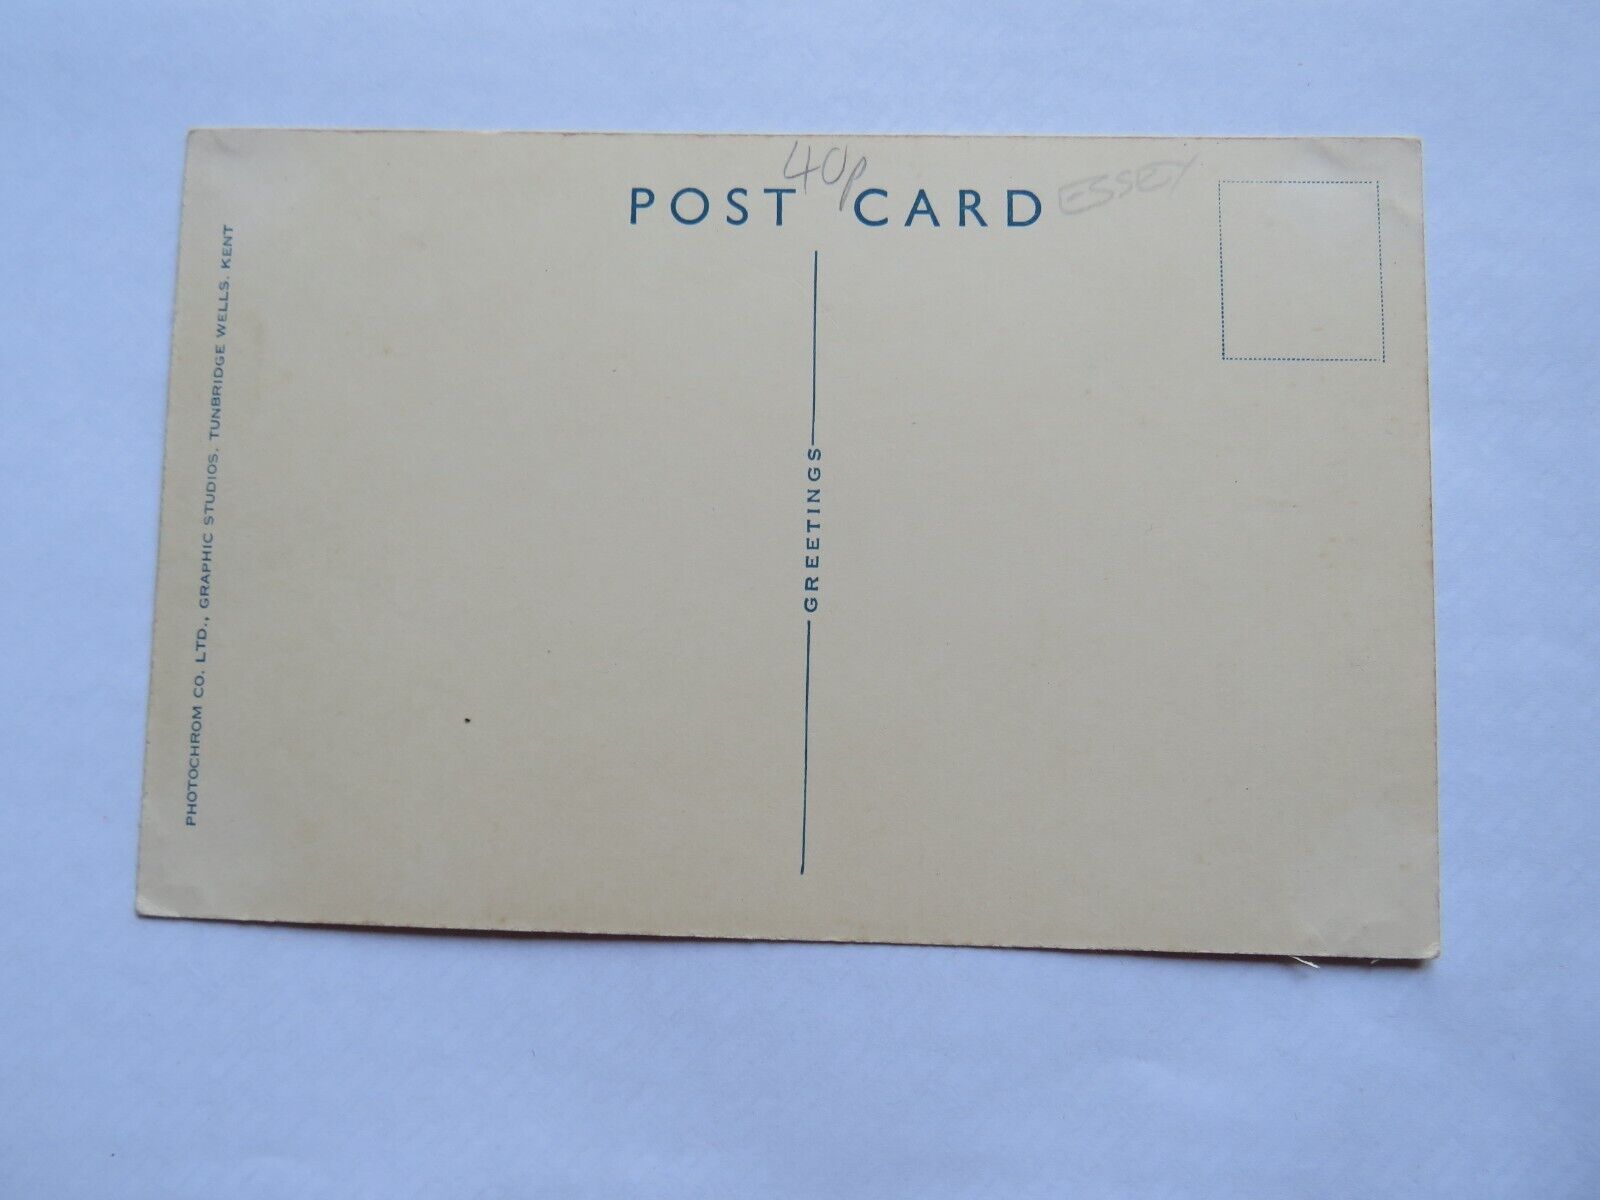 40p
POST CARD
ESSEX
GREETINGS
PHOTOCHROM CO. LTD., GRAPHIC STUDIOS, TUNBRIDGE WELLS, KENT